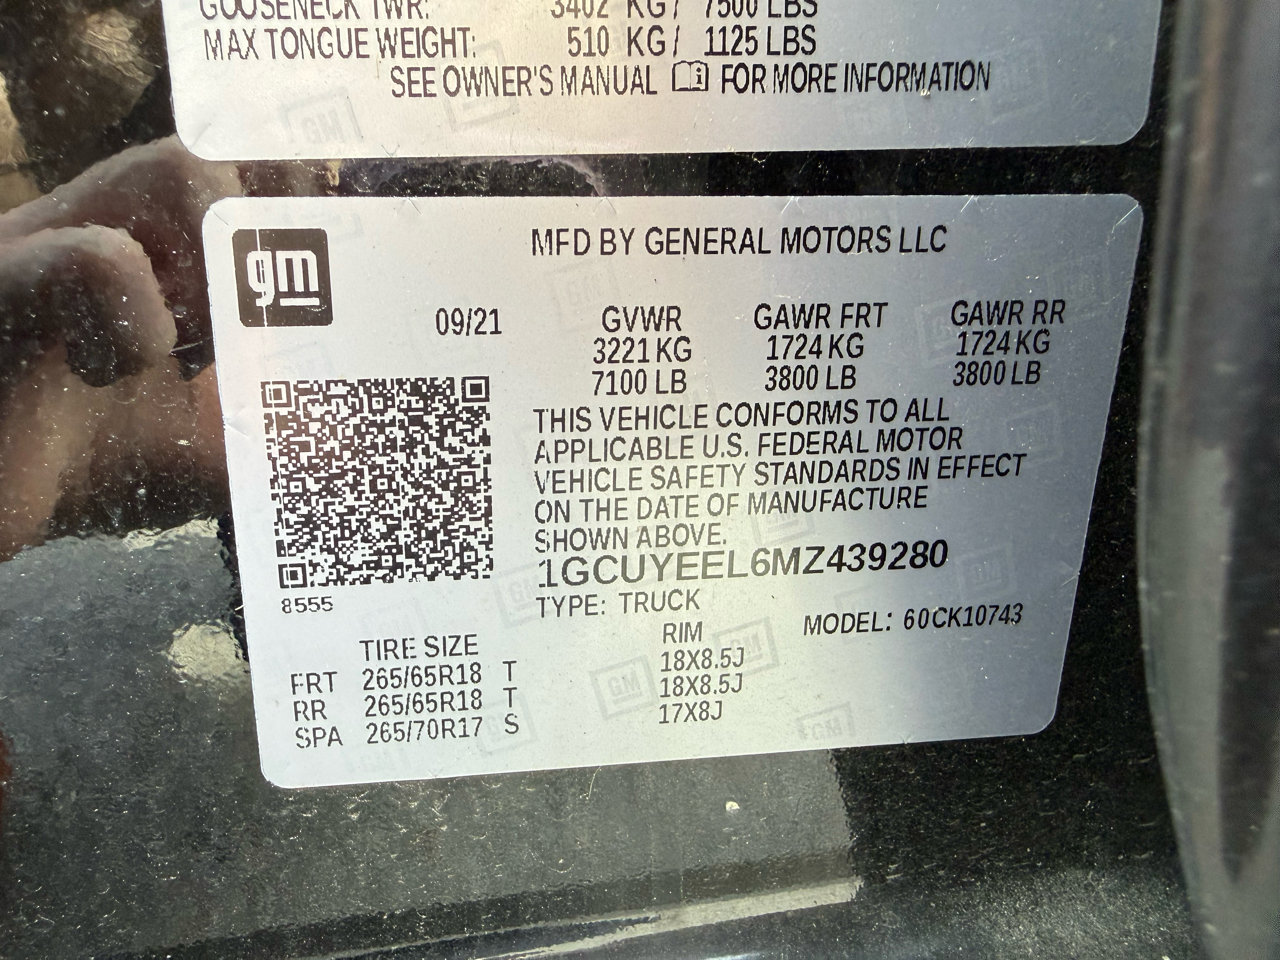 GOOSENECK TWR: 3402 KG/ 7500 LBS
MAX TONGUE WEIGHT: 510 KG/ 1125 LBS
SEE OWNER'S MANUAL FOR MORE INFORMATION
gm
MFD BY GENERAL MOTORS LLC
09/21 GVWR GAWR FRT GAWR RR
3221 KG 1724 KG 1724 KG
7100 LB 3800 LB 3800 LB
THIS VEHICLE CONFORMS TO ALL
APPLICABLE U.S. FEDERAL MOTOR
VEHICLE SAFETY STANDARDS IN EFFECT
ON THE DATE OF MANUFACTURE
SHOWN ABOVE.
1GCUYEEL6MZ439280
8555
TYPE: TRUCK MODEL: 60CK10743
TIRE SIZE RIM
FRT 265/65R18 T 18X8.5J
RR 265/65R18 T 18X8.5J
SPA 265/70R17 S 17X8J